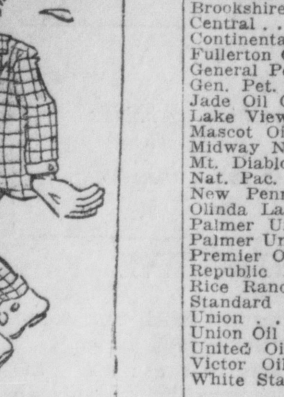 Brookshire
Central . .
Continenta
Fullerton
General Pe
Gen. Pet.
Jade Oil
Lake View
Mascot Oi
Midway N
Mt. Diablo
Nat. Pac.
New Penn
Olinda La
Palmer U
Palmer Un
Premier O
Republic
Rice Ranc
Standard
Union . .
Union Oil
United Oi
Victor Oil
White Sta